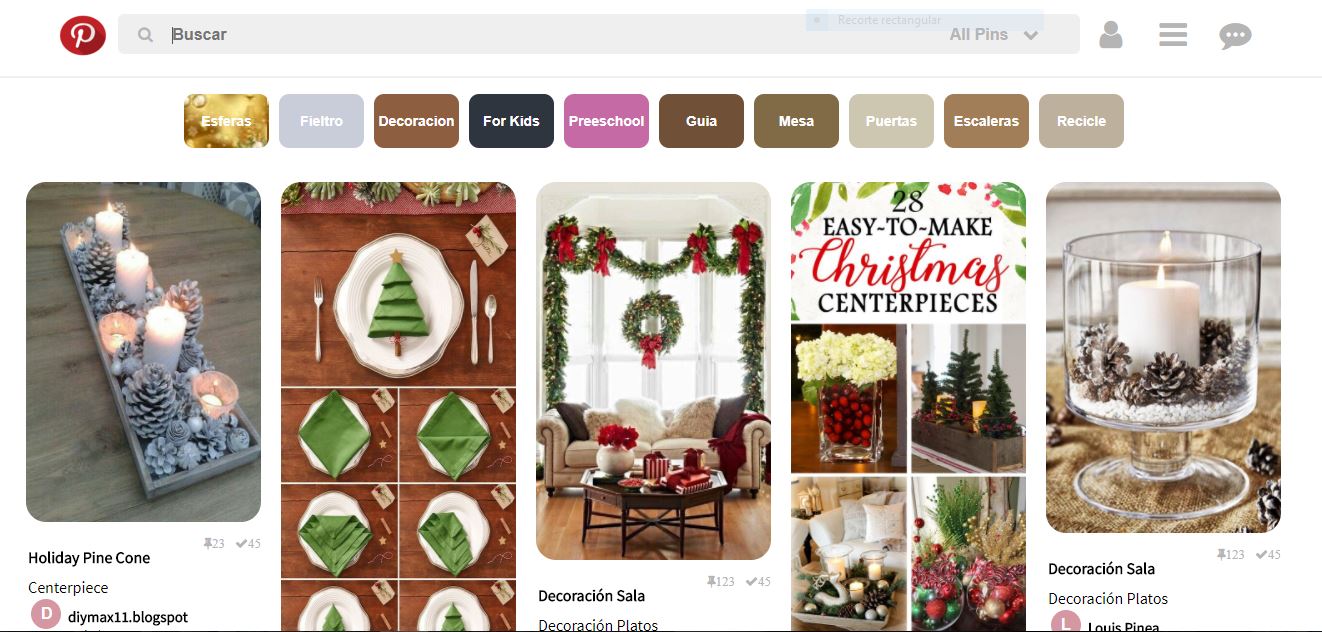 Recorte rectangular
Buscar
All Pins
Esferas
Fieltro
Decoracion
For Kids
Preeschool
Guia
Mesa
Puertas
Escaleras
Recicle
28
EASY-TO-MAKE
Christmas
CENTERPIECES
23 45
Holiday Pine Cone
Centerpiece
D diymax11.blogspot
123 45
Decoración Sala
Decoración Platos
123 45
Decoración Sala
Decoración Platos
L Louis Pinea